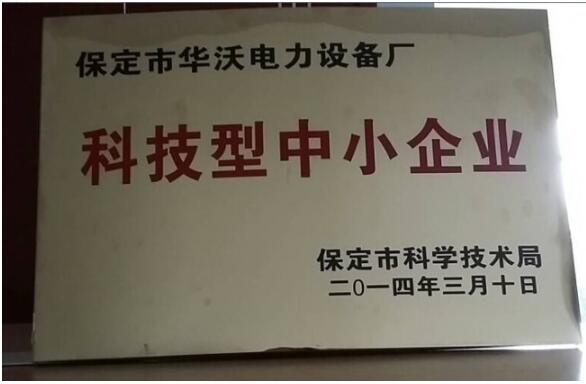 保定市华沃电力设备厂
科技型中小企业
保定市科学技术局
二0一四年三月十日